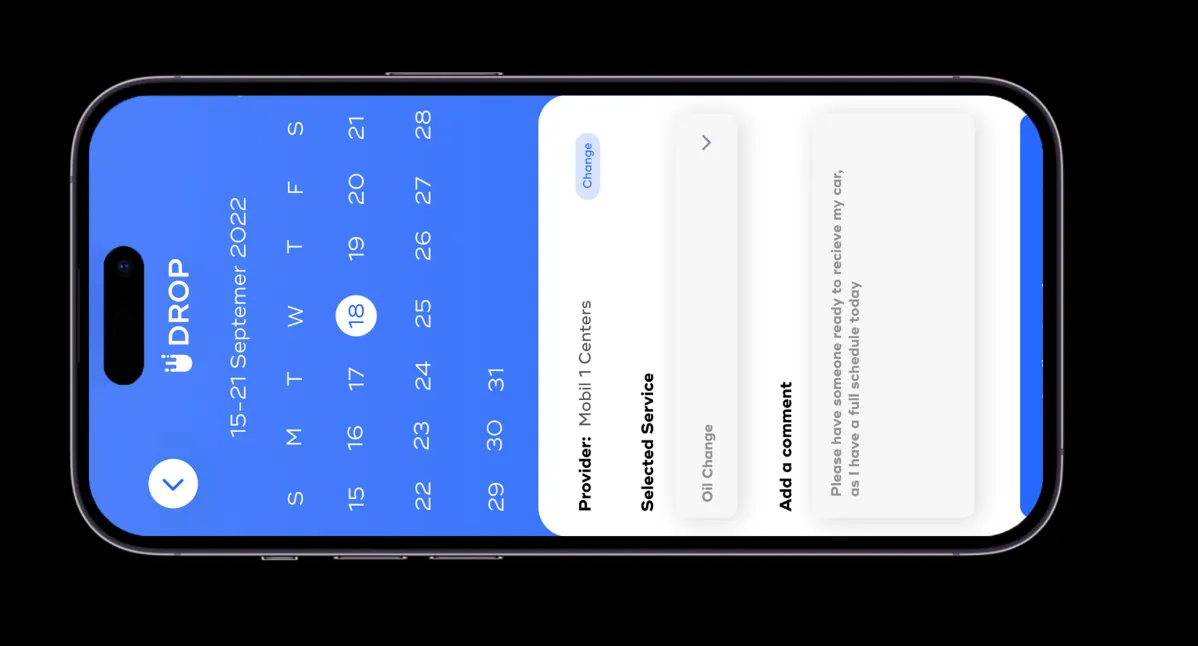 DROP
15-21 Septemer 2022
S M T W T F S
15 16 17 18 19 20 21
22 23 24 25 26 27 28
29 30 31
Provider: Mobil 1 Centers
Change
Selected Service
Oil Change
Add a comment
Please have someone ready to recieve my car,
as I have a full schedule today